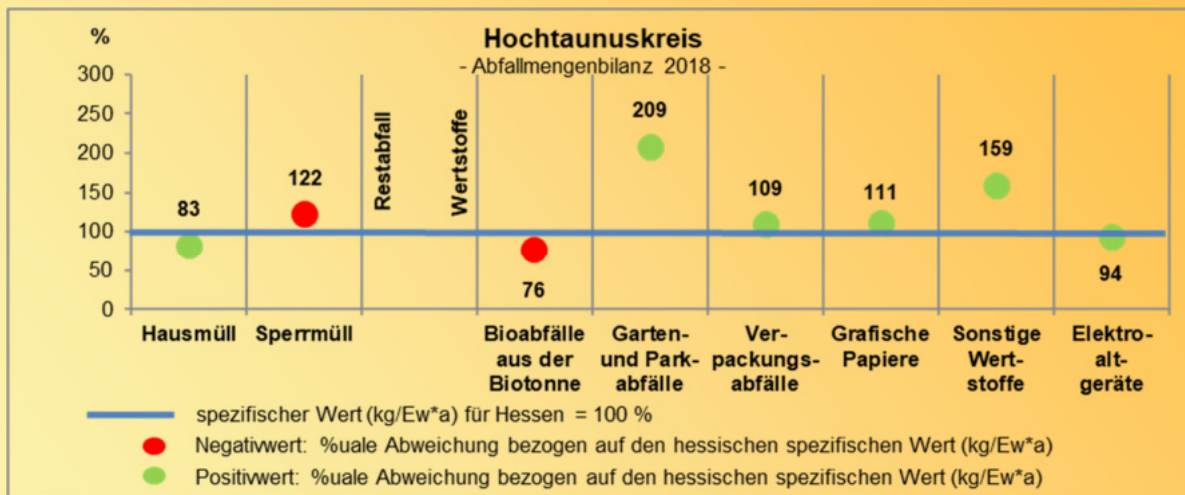 %
Hochtaunuskreis
- Abfallmengenbilanz 2018 -
300
250
200
150
100
50
0
83
122
Restabfall
Wertstoffe
76
209
109
111
159
94
Hausmüll
Sperrmüll
Bioabfälle
aus der
Biotonne
Garten-
und Park-
abfälle
Ver-
packungs-
abfälle
Grafische
Papiere
Sonstige
Wert-
stoffe
Elektro-
alt-
geräte
spezifischer Wert (kg/Ew*a) für Hessen = 100 %
Negativwert: %uale Abweichung bezogen auf den hessischen spezifischen Wert (kg/Ew*a)
Positivwert: %uale Abweichung bezogen auf den hessischen spezifischen Wert (kg/Ew*a)